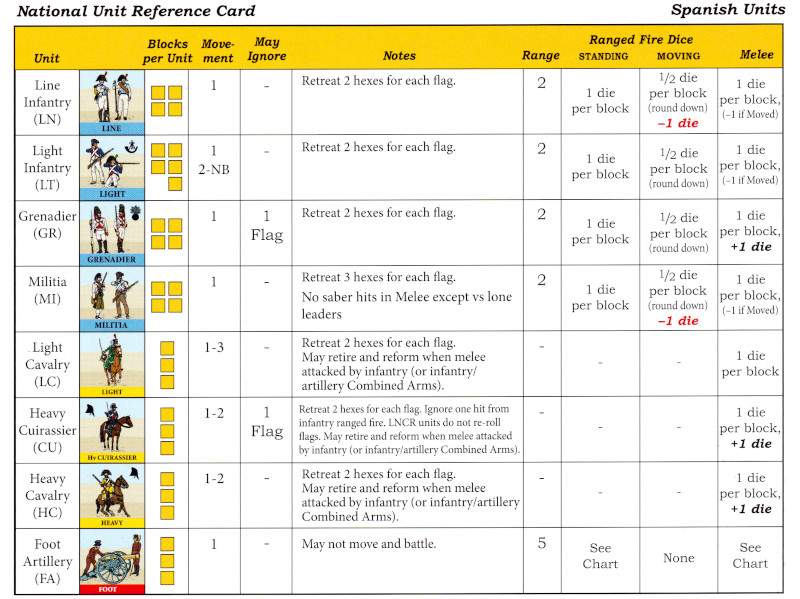 National Unit Reference Card
Spanish Units
Unit
Blocks
per Unit
Move-
ment
May
Ignore
Notes
Range
Ranged Fire Dice
STANDING
MOVING
Melee
Line
Infantry
(LN)
LINE
1
-
Retreat 2 hexes for each flag.
2
1 die
per block
1/2 die
per block
(round down)
–1 die
1 die
per block,
(–1 if Moved)
Light
Infantry
(LT)
LIGHT
1
2-NB
-
Retreat 2 hexes for each flag.
2
1 die
per block
1/2 die
per block
(round down)
1 die
per block,
(–1 if Moved)
Grenadier
(GR)
GRENADIER
1
1
Flag
Retreat 2 hexes for each flag.
2
1 die
per block
1/2 die
per block
(round down)
1 die
per block,
+1 die
Militia
(MI)
MILITIA
1
-
Retreat 3 hexes for each flag.
No saber hits in Melee except vs lone
leaders
2
1 die
per block
1/2 die
per block
(round down)
–1 die
1 die
per block,
(–1 if Moved)
Light
Cavalry
(LC)
LIGHT
1-3
-
Retreat 2 hexes for each flag.
May retire and reform when melee
attacked by infantry (or infantry/
artillery Combined Arms).
-
-
-
1 die
per block
Heavy
Cuirassier
(CU)
Hv CUIRASSIER
1-2
1
Flag
Retreat 2 hexes for each flag. Ignore one hit from
infantry ranged fire. LNCR units do not re-roll
flags. May retire and reform when melee attacked
by infantry (or infantry/artillery Combined Arms).
-
-
-
1 die
per block,
+1 die
Heavy
Cavalry
(HC)
HEAVY
1-2
-
Retreat 2 hexes for each flag.
May retire and reform when melee
attacked by infantry (or infantry/artillery
Combined Arms).
-
-
-
1 die
per block,
+1 die
Foot
Artillery
(FA)
FOOT
1
-
May not move and battle.
5
See
Chart
None
See
Chart